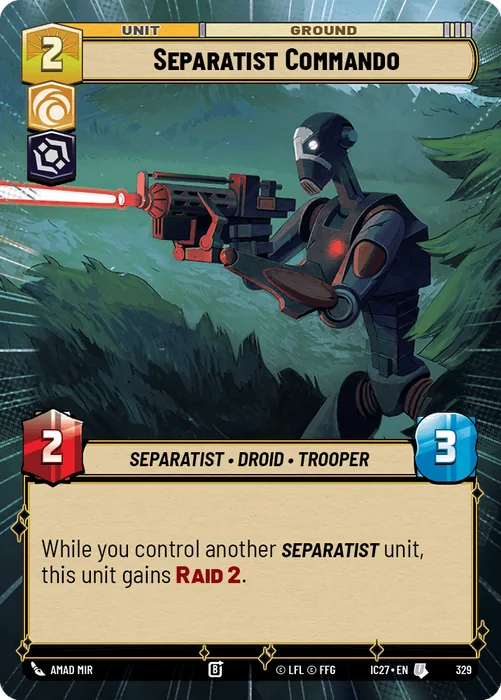 UNIT
GROUND
2
SEPARATIST COMMANDO
2
SEPARATIST • DROID • TROOPER
3
While you control another SEPARATIST unit,
this unit gains RAID 2.
AMAD MIR
B
© LFL © FFG
IC27 • EN
U
329